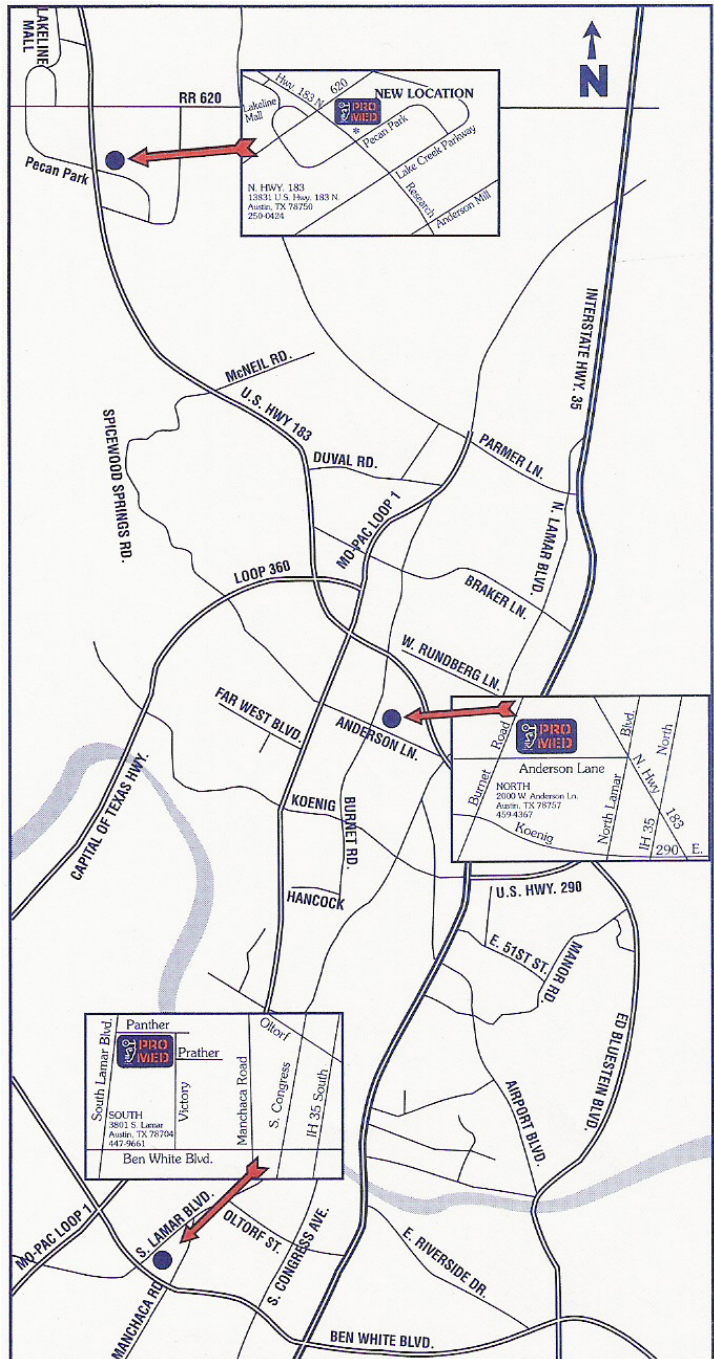 LAKELINE
MALL
N
RR 620
Pecan Park
Hwy. 183 N
620
NEW LOCATION
Lakeline
Mall
PRO
MED
*
Pecan Park
Lake Creek Parkway
Research
Anderson Mill
N. HWY. 183
13831 U.S. Hwy. 183 N.
Austin, TX 78750
250-0424
INTERSTATE HWY. 35
McNEIL RD.
U.S. HWY 183
SPICEWOOD SPRINGS RD.
DUVAL RD.
PARMER LN.
MO-PAC LOOP 1
N. LAMAR BLVD.
LOOP 360
BRAKER LN.
W. RUNDBERG LN.
FAR WEST BLVD.
ANDERSON LN.
CAPITAL OF TEXAS HWY.
KOENIG
BURNET RD.
HANCOCK
Burnet Road
PRO
MED
Blvd.
North
Anderson Lane
NORTH
2000 W. Anderson Ln.
Austin, TX 78757
459-4367
Koenig
North Lamar
N. Hwy
183
IH 35
290 E.
U.S. HWY. 290
E. 51ST ST.
MANOR RD.
ED BLUESTEIN BLVD.
AIRPORT BLVD.
South Lamar Blvd.
Panther
PRO
MED
Prather
Victory
Manchaca Road
Oltorf
S. Congress
IH 35 South
SOUTH
3801 S. Lamar
Austin, TX 78704
447-9661
Ben White Blvd.
MO-PAC LOOP 1
S. LAMAR BLVD.
OLTORF ST.
S. CONGRESS AVE.
E. RIVERSIDE DR.
MANCHACA RD.
BEN WHITE BLVD.